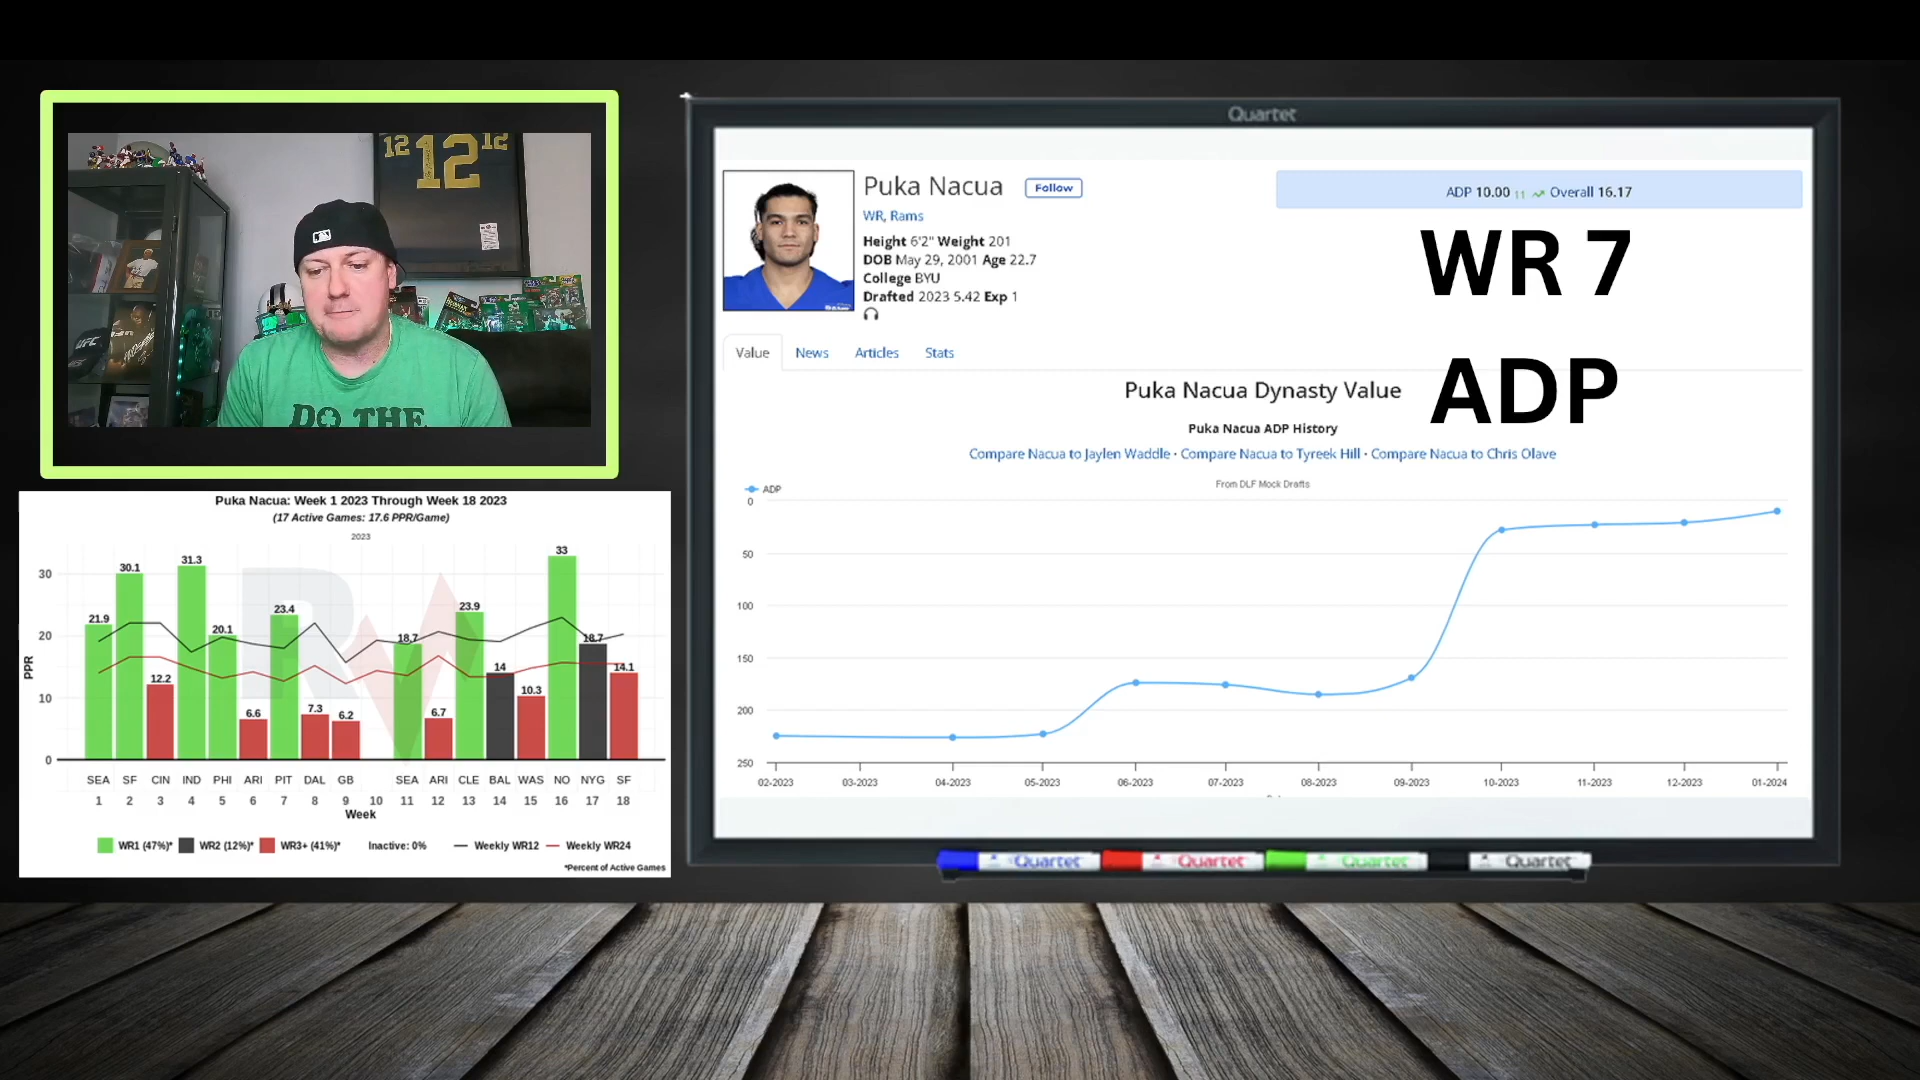 12 12 12
UFC
DO THE
Puka Nacua: Week 1 2023 Through Week 18 2023
(17 Active Games: 17.6 PPR/Game)
2023
PPR
30
20
10
0
21.9 30.1 12.2 31.3 20.1 6.6 23.4 7.3 6.2 18.7 6.7 23.9 14 10.3 33 18.7 14.1
SEA SF CIN IND PHI ARI PIT DAL GB SEA ARI CLE BAL WAS NO NYG SF
1 2 3 4 5 6 7 8 9 10 11 12 13 14 15 16 17 18
Week
WR1 (47%)* WR2 (12%)* WR3+ (41%)* Inactive: 0% Weekly WR12 Weekly WR24
*Percent of Active Games
Quartet
Puka Nacua Follow
WR, Rams
Height 6'2" Weight 201
DOB May 29, 2001 Age 22.7
College BYU
Drafted 2023 5.42 Exp 1
ADP 10.00 11 Overall 16.17
WR 7
ADP
Value News Articles Stats
Puka Nacua Dynasty Value
Puka Nacua ADP History
Compare Nacua to Jaylen Waddle · Compare Nacua to Tyreek Hill · Compare Nacua to Chris Olave
From DLF Mock Drafts
ADP
0
50
100
150
200
250
02-2023 03-2023 04-2023 05-2023 06-2023 07-2023 08-2023 09-2023 10-2023 11-2023 12-2023 01-2024
Quartet Quartet Quartet Quartet